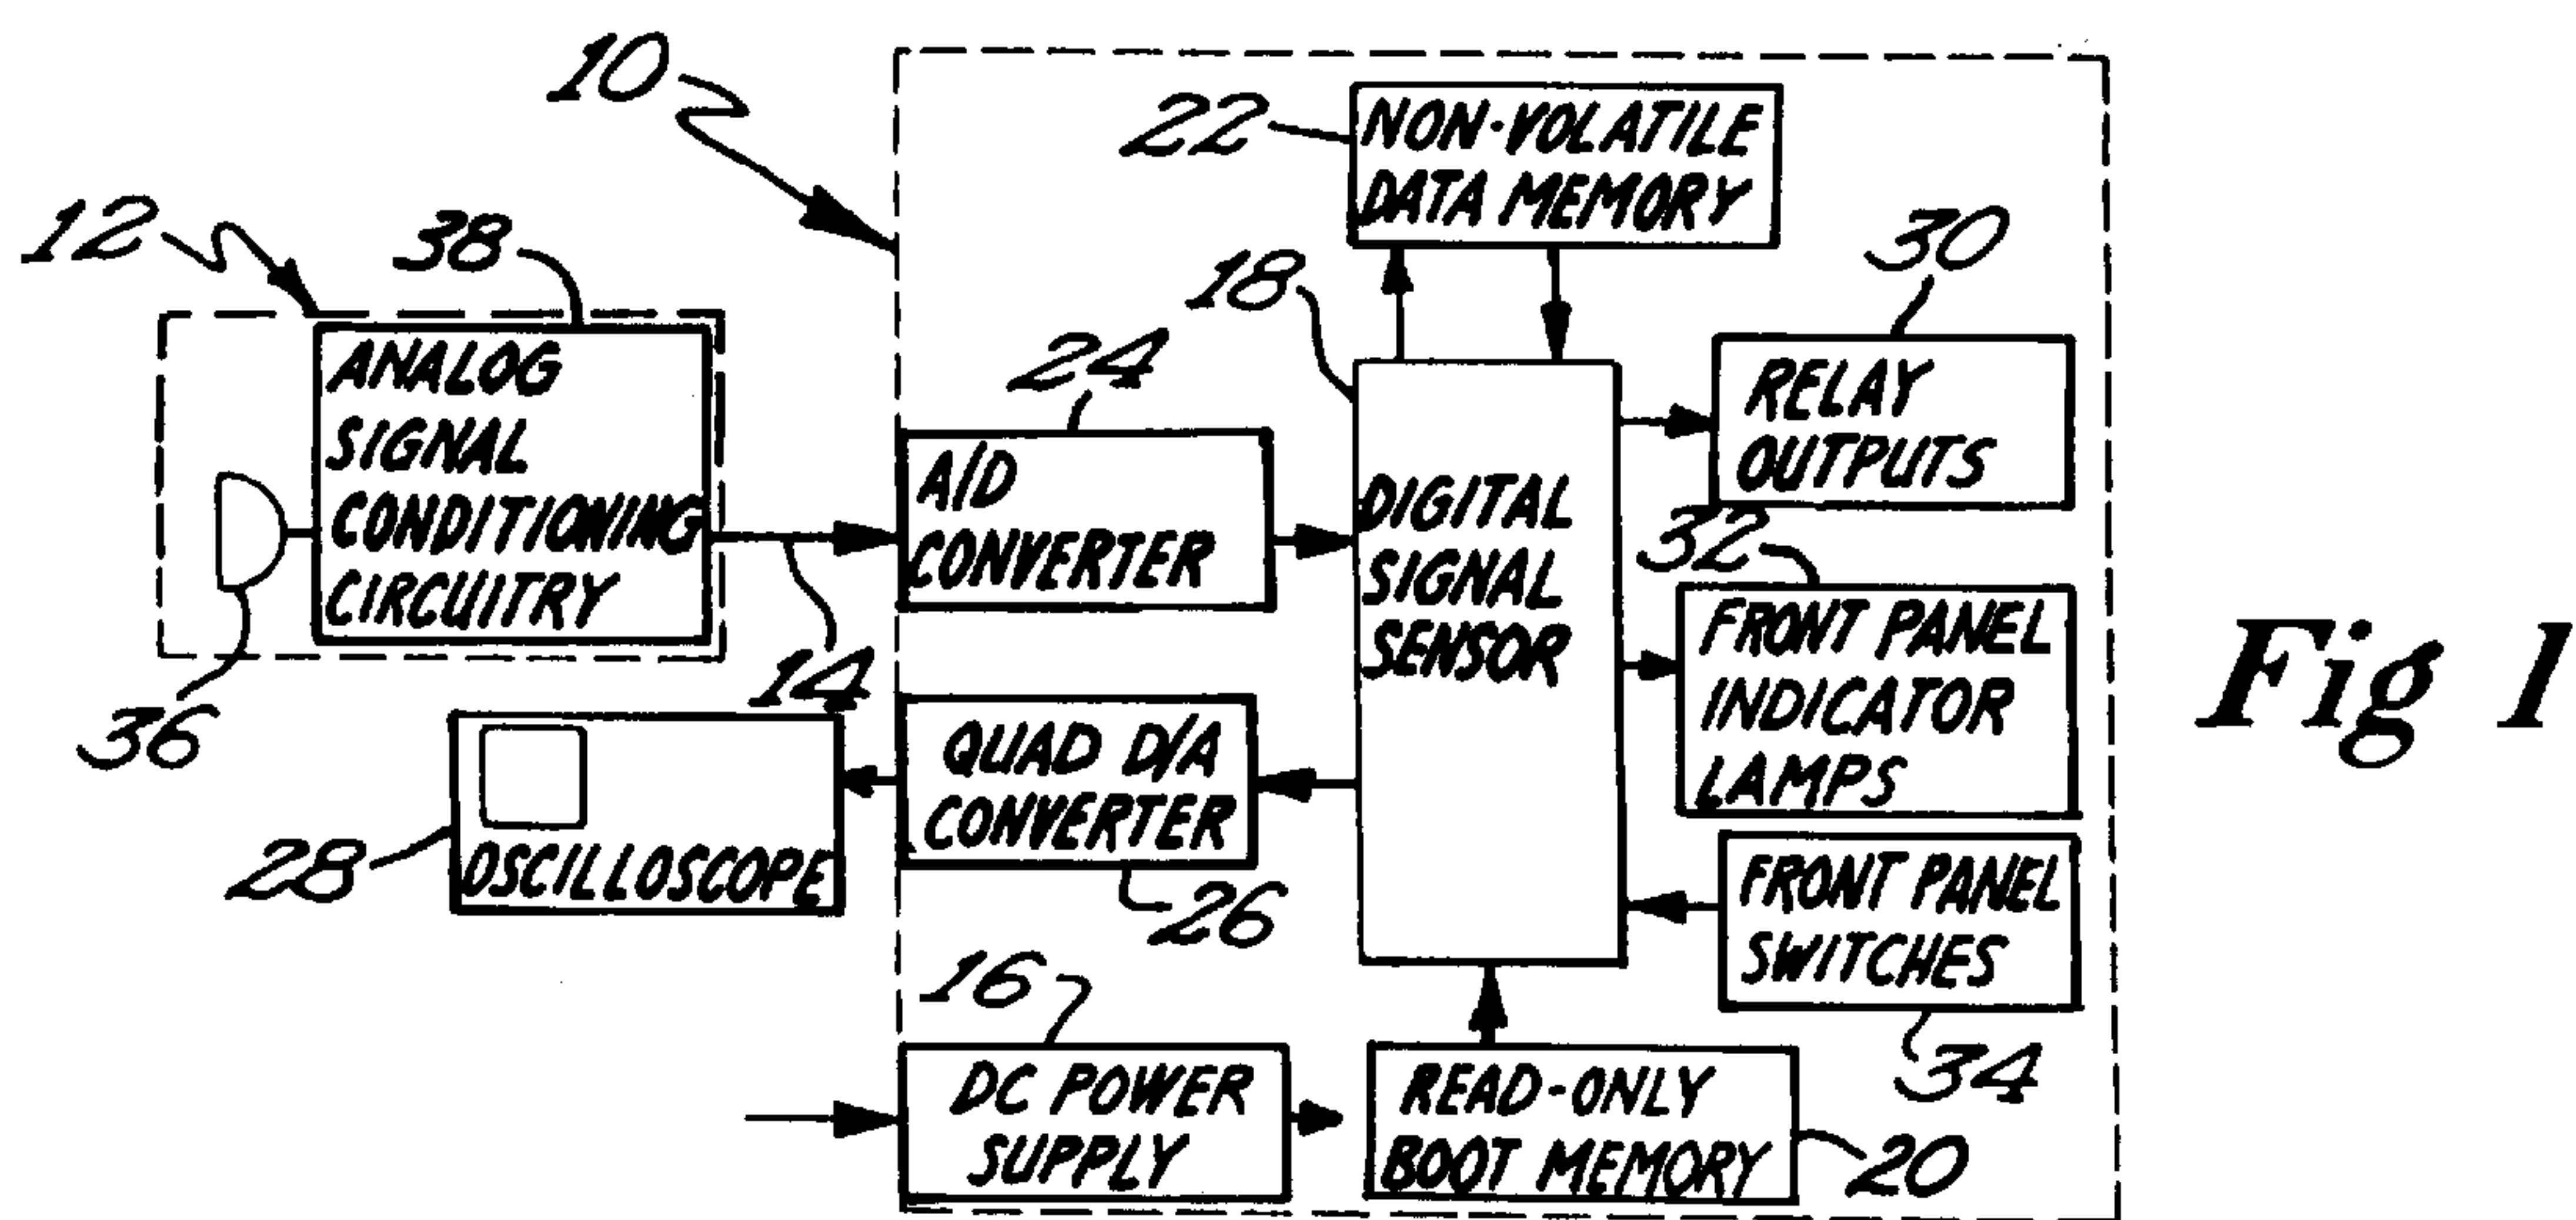 10
22
NON-VOLATILE
DATA MEMORY
12
38
18
30
ANALOG
SIGNAL
CONDITIONING
CIRCUITRY
24
RELAY
OUTPUTS
A/D
CONVERTER
DIGITAL
SIGNAL
SENSOR
32
FRONT PANEL
INDICATOR
LAMPS
Fig 1
36
14
QUAD D/A
CONVERTER
28
OSCILLOSCOPE
26
FRONT PANEL
SWITCHES
16
34
DC POWER
SUPPLY
READ-ONLY
BOOT MEMORY
20